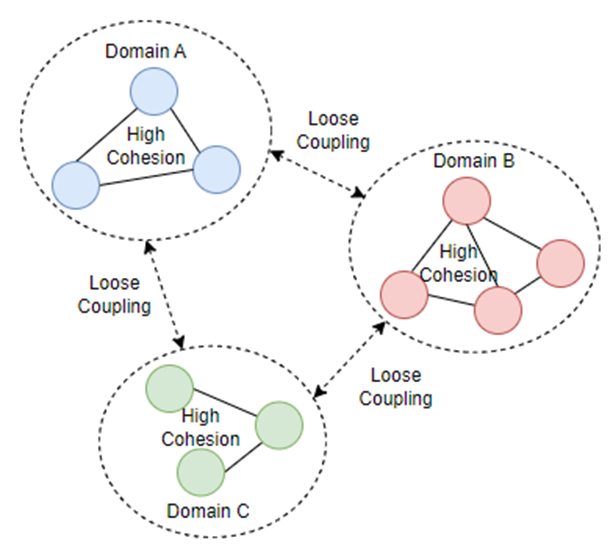 Domain A
High
Cohesion
Loose
Coupling
Domain B
High
Cohesion
Loose
Coupling
Loose
Coupling
High
Cohesion
Domain C